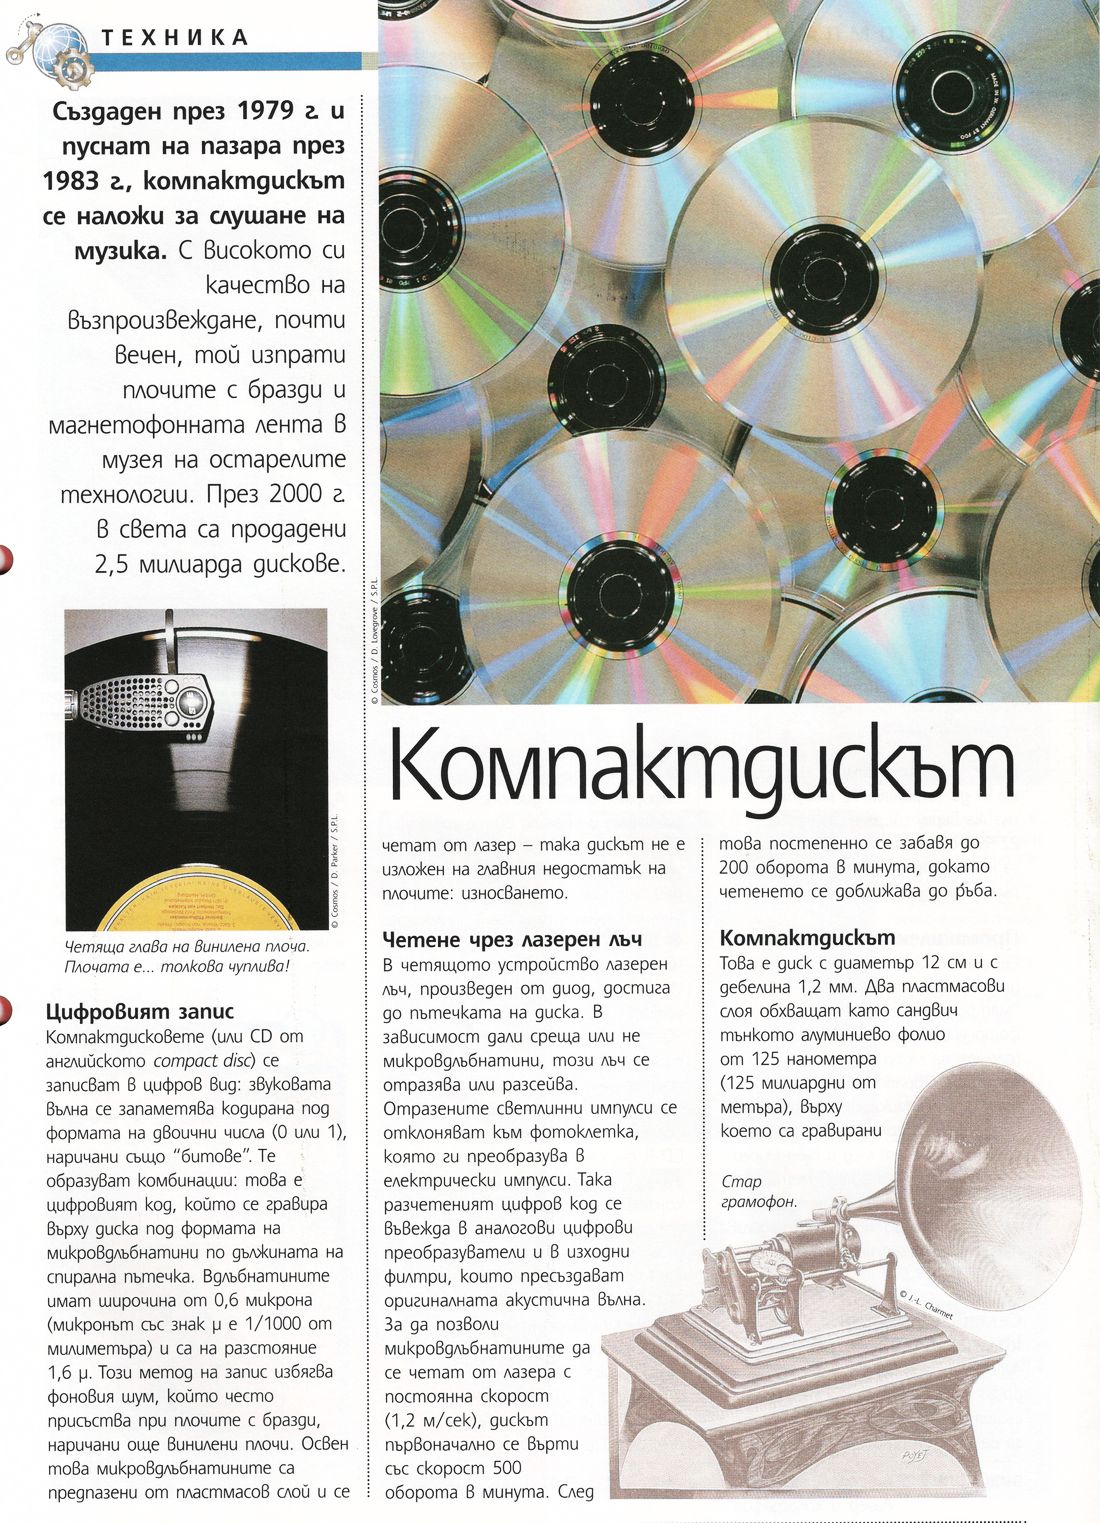 ТЕХНИКА
Създаден през 1979 г. и
пуснат на пазара през
1983 г., компактдискът
се наложи за слушане на
музика. С високото си
качество на
възпроизвеждане, почти
вечен, той изпрати
плочите с бразди и
магнетофонната лента в
музея на остарелите
технологии. През 2000 г.
в света са продадени
2,5 милиарда дискове.
© Cosmos / D. Lovegrove / S.P.L.
© Cosmos / D. Parker / S.P.L.
Четяща глава на винилена плоча.
Плочата е... толкова чуплива!
Компактдискът
Цифровият запис
Компактдисковете (или CD от
английското compact disc) се
записват в цифров вид: звуковата
вълна се запаметява кодирана под
формата на двоични числа (0 или 1),
наричани също “битове”. Те
образуват комбинации: това е
цифровият код, който се гравира
върху диска под формата на
микровдлъбнатини по дължината на
спирална пътечка. Вдлъбнатините
имат широчина от 0,6 микрона
(микронът със знак µ е 1/1000 от
милиметъра) и са на разстояние
1,6 µ. Този метод на запис избягва
фоновия шум, който често
присъства при плочите с бразди,
наричани още винилени плочи. Освен
това микровдлъбнатините са
предпазени от пластмасов слой и се
четат от лазер – така дискът не е
изложен на главния недостатък на
плочите: износването.
Четене чрез лазерен лъч
В четящото устройство лазерен
лъч, произведен от диод, достига
до пътечката на диска. В
зависимост дали среща или не
микровдлъбнатини, този лъч се
отразява или разсейва.
Отразените светлинни импулси се
отклоняват към фотоклетка,
която ги преобразува в
електрически импулси. Така
разчетеният цифров код се
въвежда в аналогови цифрови
преобразуватели и в изходни
филтри, които пресъздават
оригиналната акустична вълна.
За да позволи
микровдлъбнатините да
се четат от лазера с
постоянна скорост
(1,2 м/сек), дискът
първоначално се върти
със скорост 500
оборота в минута. След
това постепенно се забавя до
200 оборота в минута, докато
четенето се доближава до ръба.
Компактдискът
Това е диск с диаметър 12 см и с
дебелина 1,2 мм. Два пластмасови
слоя обхващат като сандвич
тънкото алуминиево фолио
от 125 нанометра
(125 милиардни от
метъра), върху
което са гравирани
Стар
грамофон.
© J.-L. Charmet
POYET